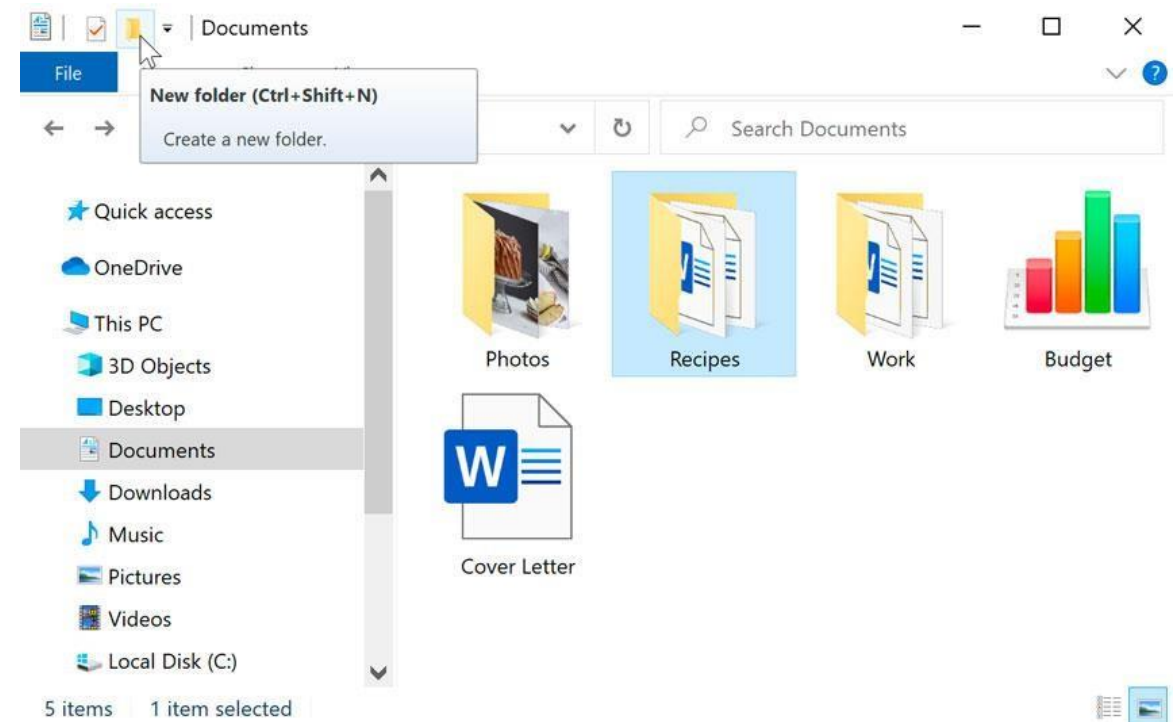 Documents
File
New folder (Ctrl+Shift+N)
Create a new folder.
Search Documents
Quick access
OneDrive
This PC
3D Objects
Desktop
Documents
Downloads
Music
Pictures
Videos
Local Disk (C:)
Photos
Recipes
Work
Budget
W
Cover Letter
5 items
1 item selected